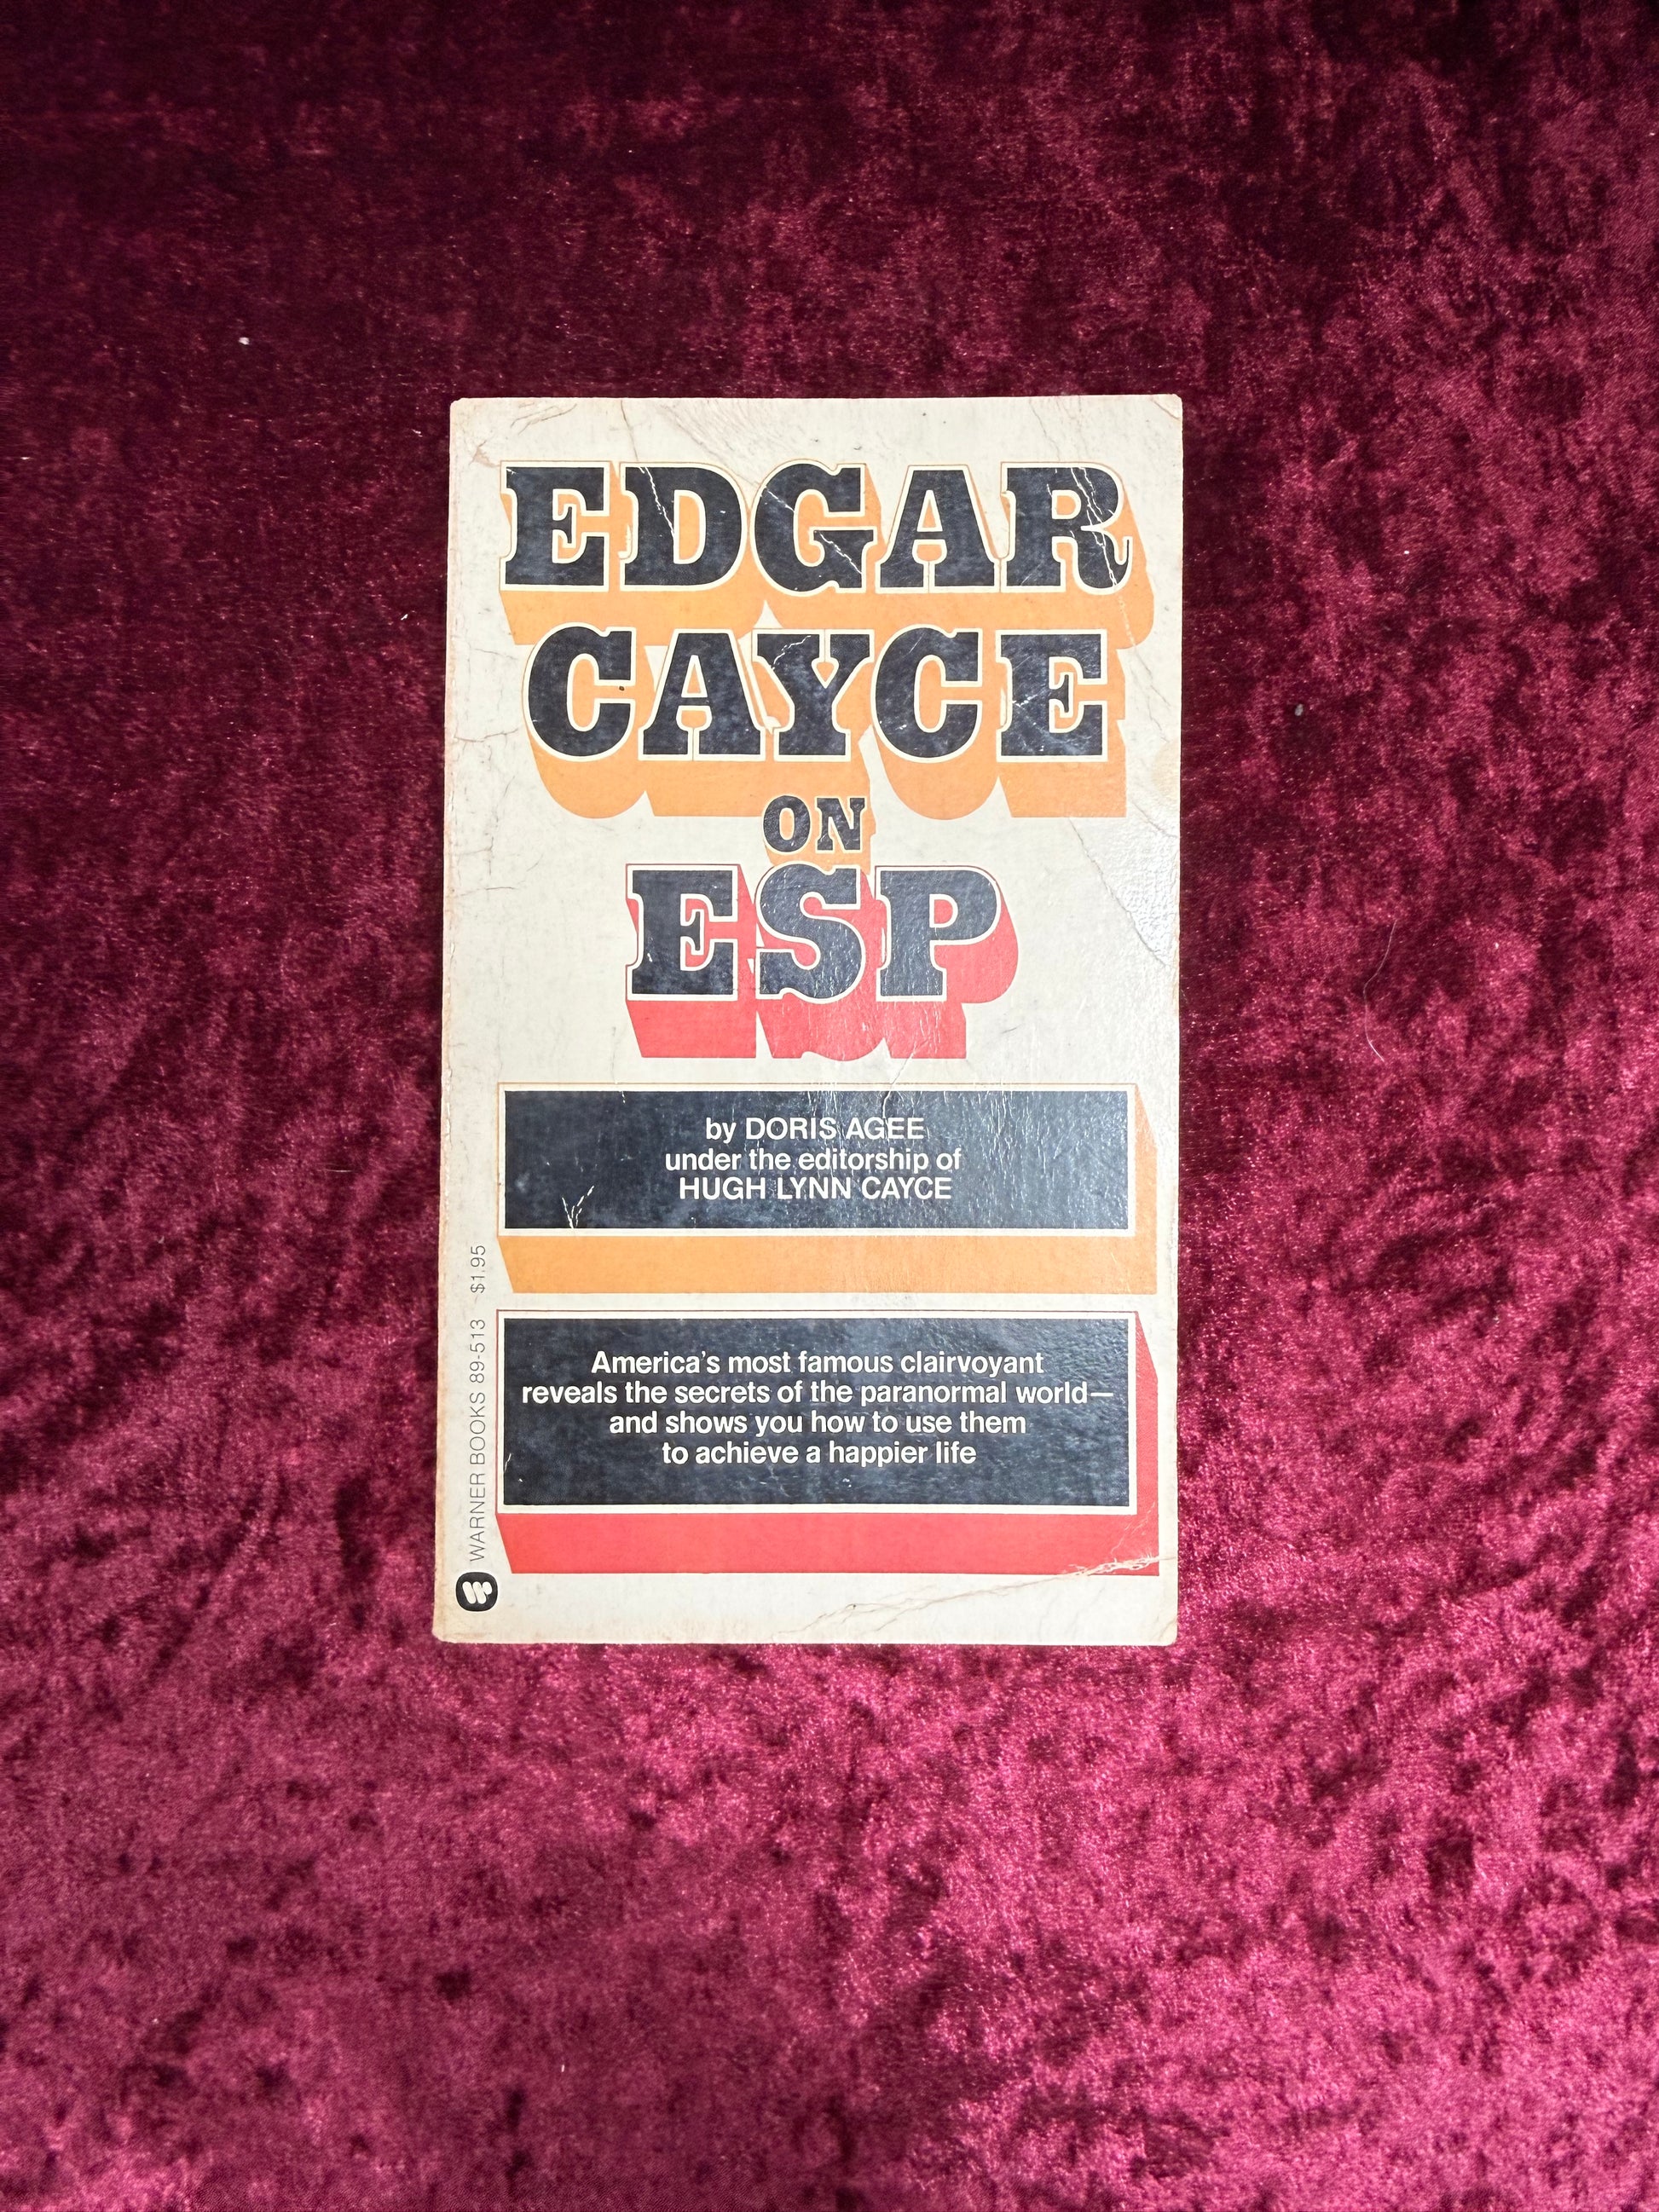 EDGAR
CAYCE
ON
ESP
by DORIS AGEE
under the editorship of
HUGH LYNN CAYCE
America's most famous clairvoyant
reveals the secrets of the paranormal world—
and shows you how to use them
to achieve a happier life
WARNER BOOKS 89-513 $1.95